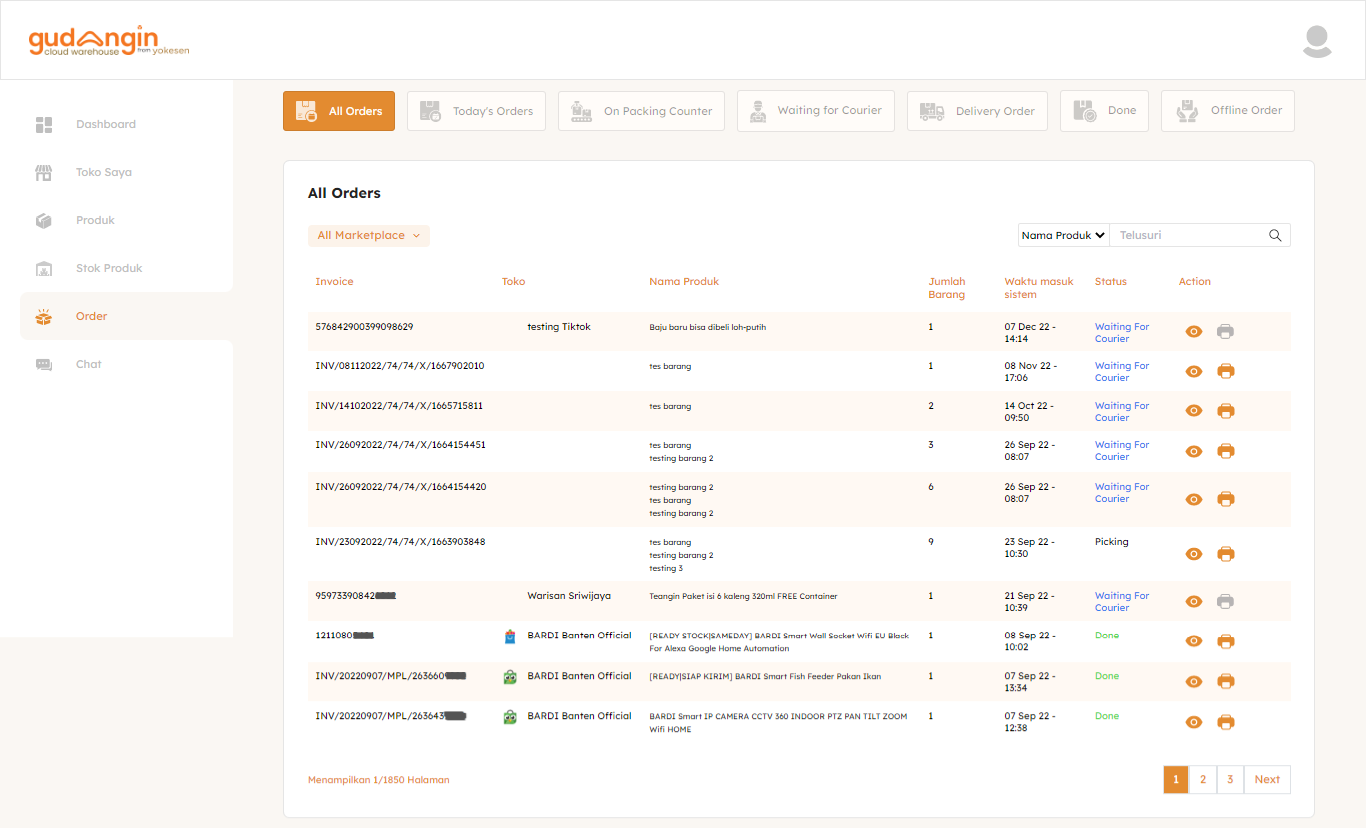 gudangin
cloud warehouse from yokesen
Dashboard
Toko Saya
Produk
Stok Produk
Order
Chat
All Orders
Today's Orders
On Packing Counter
Waiting for Courier
Delivery Order
Done
Offline Order
All Orders
All Marketplace
Nama Produk
Telusuri
Invoice
Toko
Nama Produk
Jumlah
Barang
Waktu masuk
sistem
Status
Action
576842900399098629
testing Tiktok
Baju baru bisa dibeli loh-putih
1
07 Dec 22 -
14:14
Waiting For
Courier
INV/08112022/74/74/X/1667902010
tes barang
1
08 Nov 22 -
17:06
Waiting For
Courier
INV/14102022/74/74/X/1665715811
tes barang
2
14 Oct 22 -
09:50
Waiting For
Courier
INV/26092022/74/74/X/1664154451
tes barang
testing barang 2
3
26 Sep 22 -
08:07
Waiting For
Courier
INV/26092022/74/74/X/1664154420
testing barang 2
tes barang
testing barang 2
6
26 Sep 22 -
08:07
Waiting For
Courier
INV/23092022/74/74/X/1663903848
tes barang
testing barang 2
testing 3
9
23 Sep 22 -
10:30
Picking
95973390842
Warisan Sriwijaya
Teangin Paket isi 6 kaleng 320ml FREE Container
1
21 Sep 22 -
10:39
Waiting For
Courier
1211080
BARDI Banten Official
[READY STOCK|SAMEDAY] BARDI Smart Wall Socket Wifi EU Black
For Alexa Google Home Automation
1
08 Sep 22 -
10:02
Done
INV/20220907/MPL/263660
BARDI Banten Official
[READY|SIAP KIRIM] BARDI Smart Fish Feeder Pakan Ikan
1
07 Sep 22 -
13:34
Done
INV/20220907/MPL/263643
BARDI Banten Official
BARDI Smart IP CAMERA CCTV 360 INDOOR PTZ PAN TILT ZOOM
Wifi HOME
1
07 Sep 22 -
12:38
Done
Menampilkan 1/1850 Halaman
1
2
3
Next